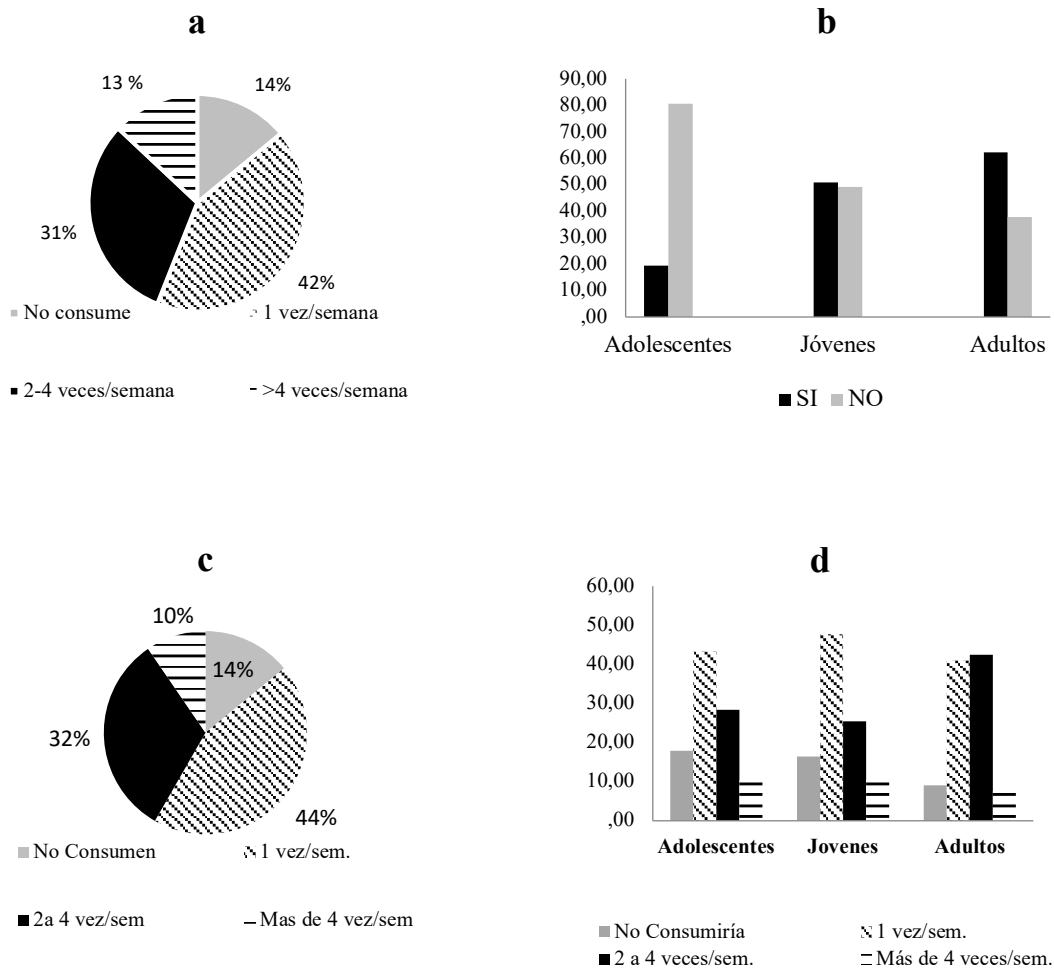 a
13 %
14%
31%
42%
No consume
1 vez/semana
2-4 veces/semana
>4 veces/semana
b
90,00
80,00
70,00
60,00
50,00
40,00
30,00
20,00
10,00
,00
Adolescentes Jóvenes Adultos
SI NO
c
10%
14%
32%
44%
No Consumen
1 vez/sem.
2a 4 vez/sem
Mas de 4 vez/sem
d
60,00
50,00
40,00
30,00
20,00
10,00
,00
Adolescentes Jovenes Adultos
No Consumiría
1 vez/sem.
2 a 4 veces/sem.
Más de 4 veces/sem.